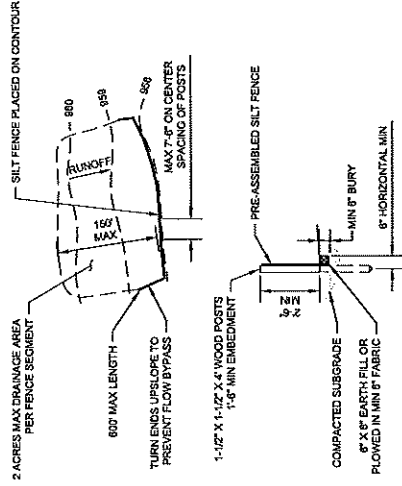 SILT FENCE PLACED ON CONTOUR
2 ACRES MAX DRAINAGE AREA
PER FENCE SEGMENT
960
959
958
RUNOFF
150'
MAX
600' MAX LENGTH
MAX 7'-6" ON CENTER
SPACING OF POSTS
TURN ENDS UPSLOPE TO
PREVENT FLOW BYPASS
1-1/2" X 1-1/2" X 4' WOOD POSTS
1'-6" MIN EMBEDMENT
PRE-ASSEMBLED SILT FENCE
2'-6"
MIN
MIN 6" BURY
6" HORIZONTAL MIN
COMPACTED SUBGRADE
6" X 6" EARTH FILL OR
PLOWED IN MIN 6" FABRIC